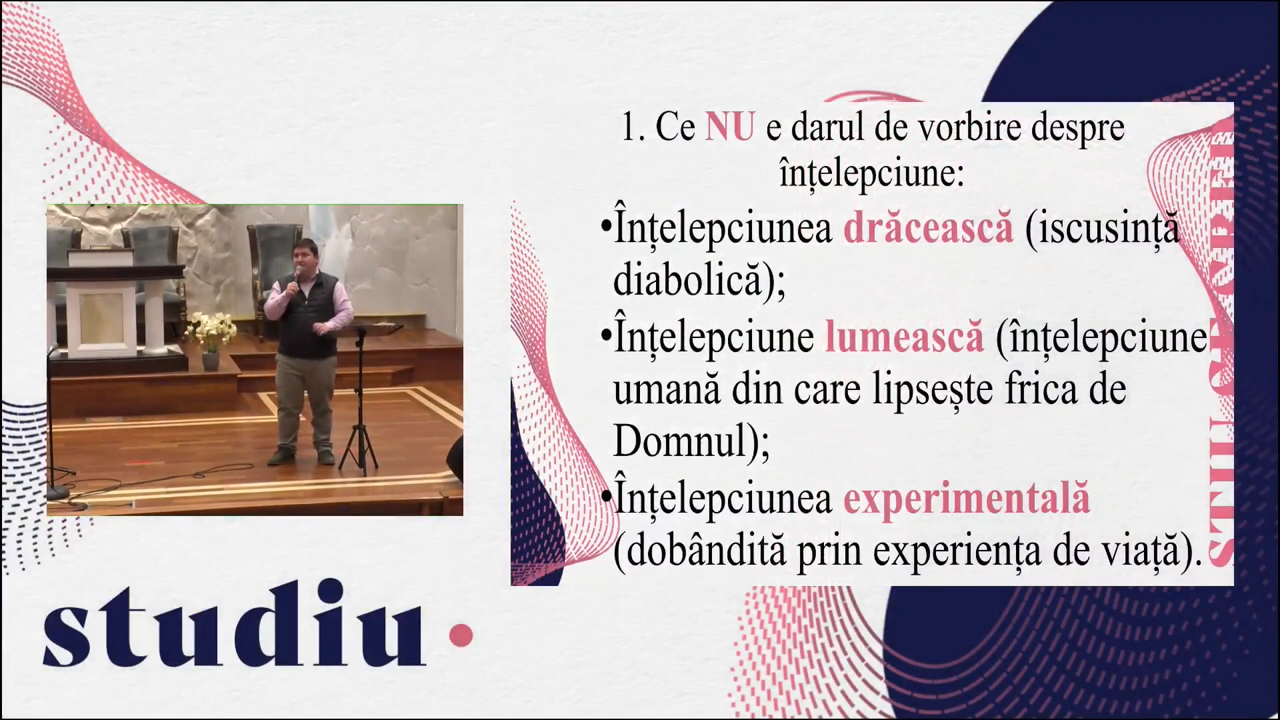 1. Ce NU e darul de vorbire despre
înțelepciune:
•Înțelepciunea drăcească (iscusință
diabolică);
•Înțelepciune lumească (înțelepciune
umană din care lipsește frica de
Domnul);
•Înțelepciunea experimentală
(dobândită prin experiența de viață).
studiu